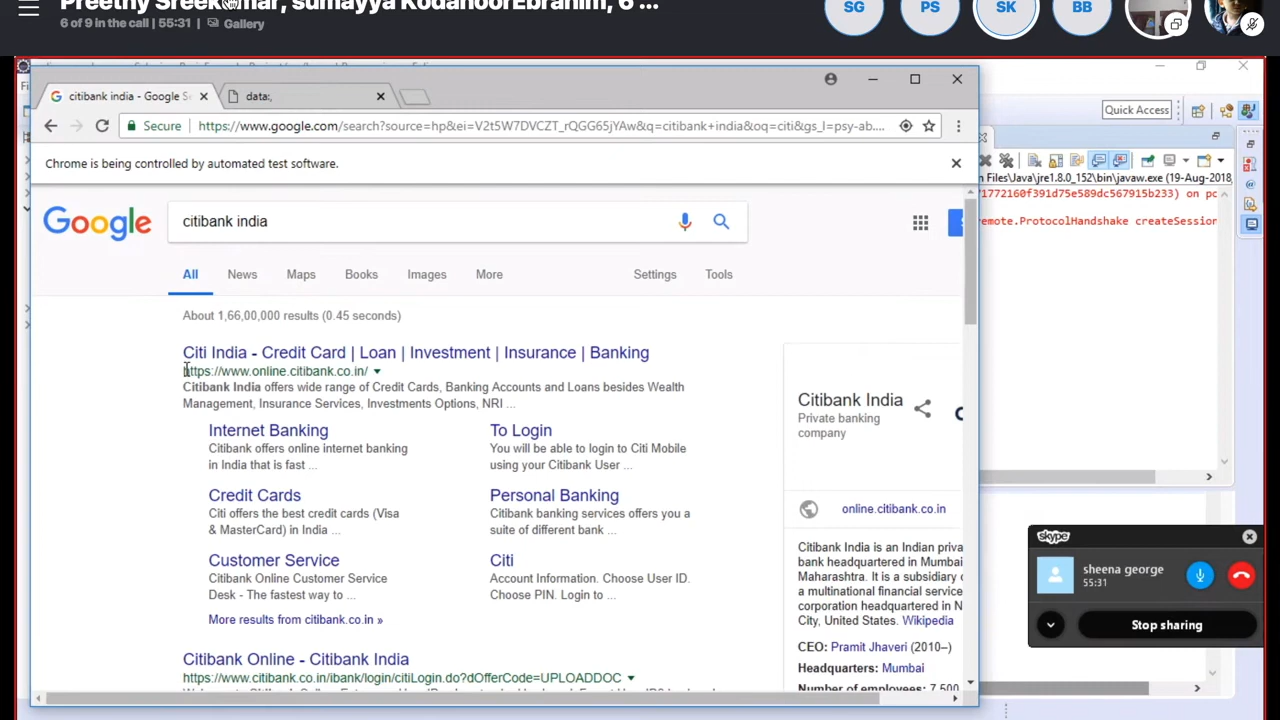 Preethy Sreekumar, sumayya KodanoorEbrahim, 6 ...
6 of 9 in the call | 55:31 | Gallery
SG PS SK BB
citibank india - Google S
data:,
Quick Access
Secure https://www.google.com/search?source=hp&ei=V2t5W7DVCZT_rQGG65jYAw&q=citibank+india&oq=citi&gs_l=psy-ab....
Chrome is being controlled by automated test software.
n Files\Java\jre1.8.0_152\bin\javaw.exe (19-Aug-2018,
71772160f391d75e589dc567915b233) on po
emote.ProtocolHandshake createSession
Google
citibank india
All News Maps Books Images More Settings Tools
About 1,66,00,000 results (0.45 seconds)
Citi India - Credit Card | Loan | Investment | Insurance | Banking
https://www.online.citibank.co.in/
Citibank India offers wide range of Credit Cards, Banking Accounts and Loans besides Wealth
Management, Insurance Services, Investments Options, NRI ...
Internet Banking
Citibank offers online internet banking
in India that is fast ...
To Login
You will be able to login to Citi Mobile
using your Citibank User ...
Credit Cards
Citi offers the best credit cards (Visa
& MasterCard) in India ...
Personal Banking
Citibank banking services offers you a
suite of different bank ...
Customer Service
Citibank Online Customer Service
Desk - The fastest way to ...
Citi
Account Information. Choose User ID.
Choose PIN. Login to ...
More results from citibank.co.in »
Citibank Online - Citibank India
https://www.citibank.co.in/ibank/login/citiLogin.do?dOfferCode=UPLOADDOC
Citibank India
Private banking
company
online.citibank.co.in
Citibank India is an Indian priva
bank headquartered in Mumbai
Maharashtra. It is a subsidiary o
a multinational financial service
corporation headquartered in N
City, United States. Wikipedia
CEO: Pramit Jhaveri (2010–)
Headquarters: Mumbai
Number of employees: 7,500
skype
sheena george
55:31
Stop sharing